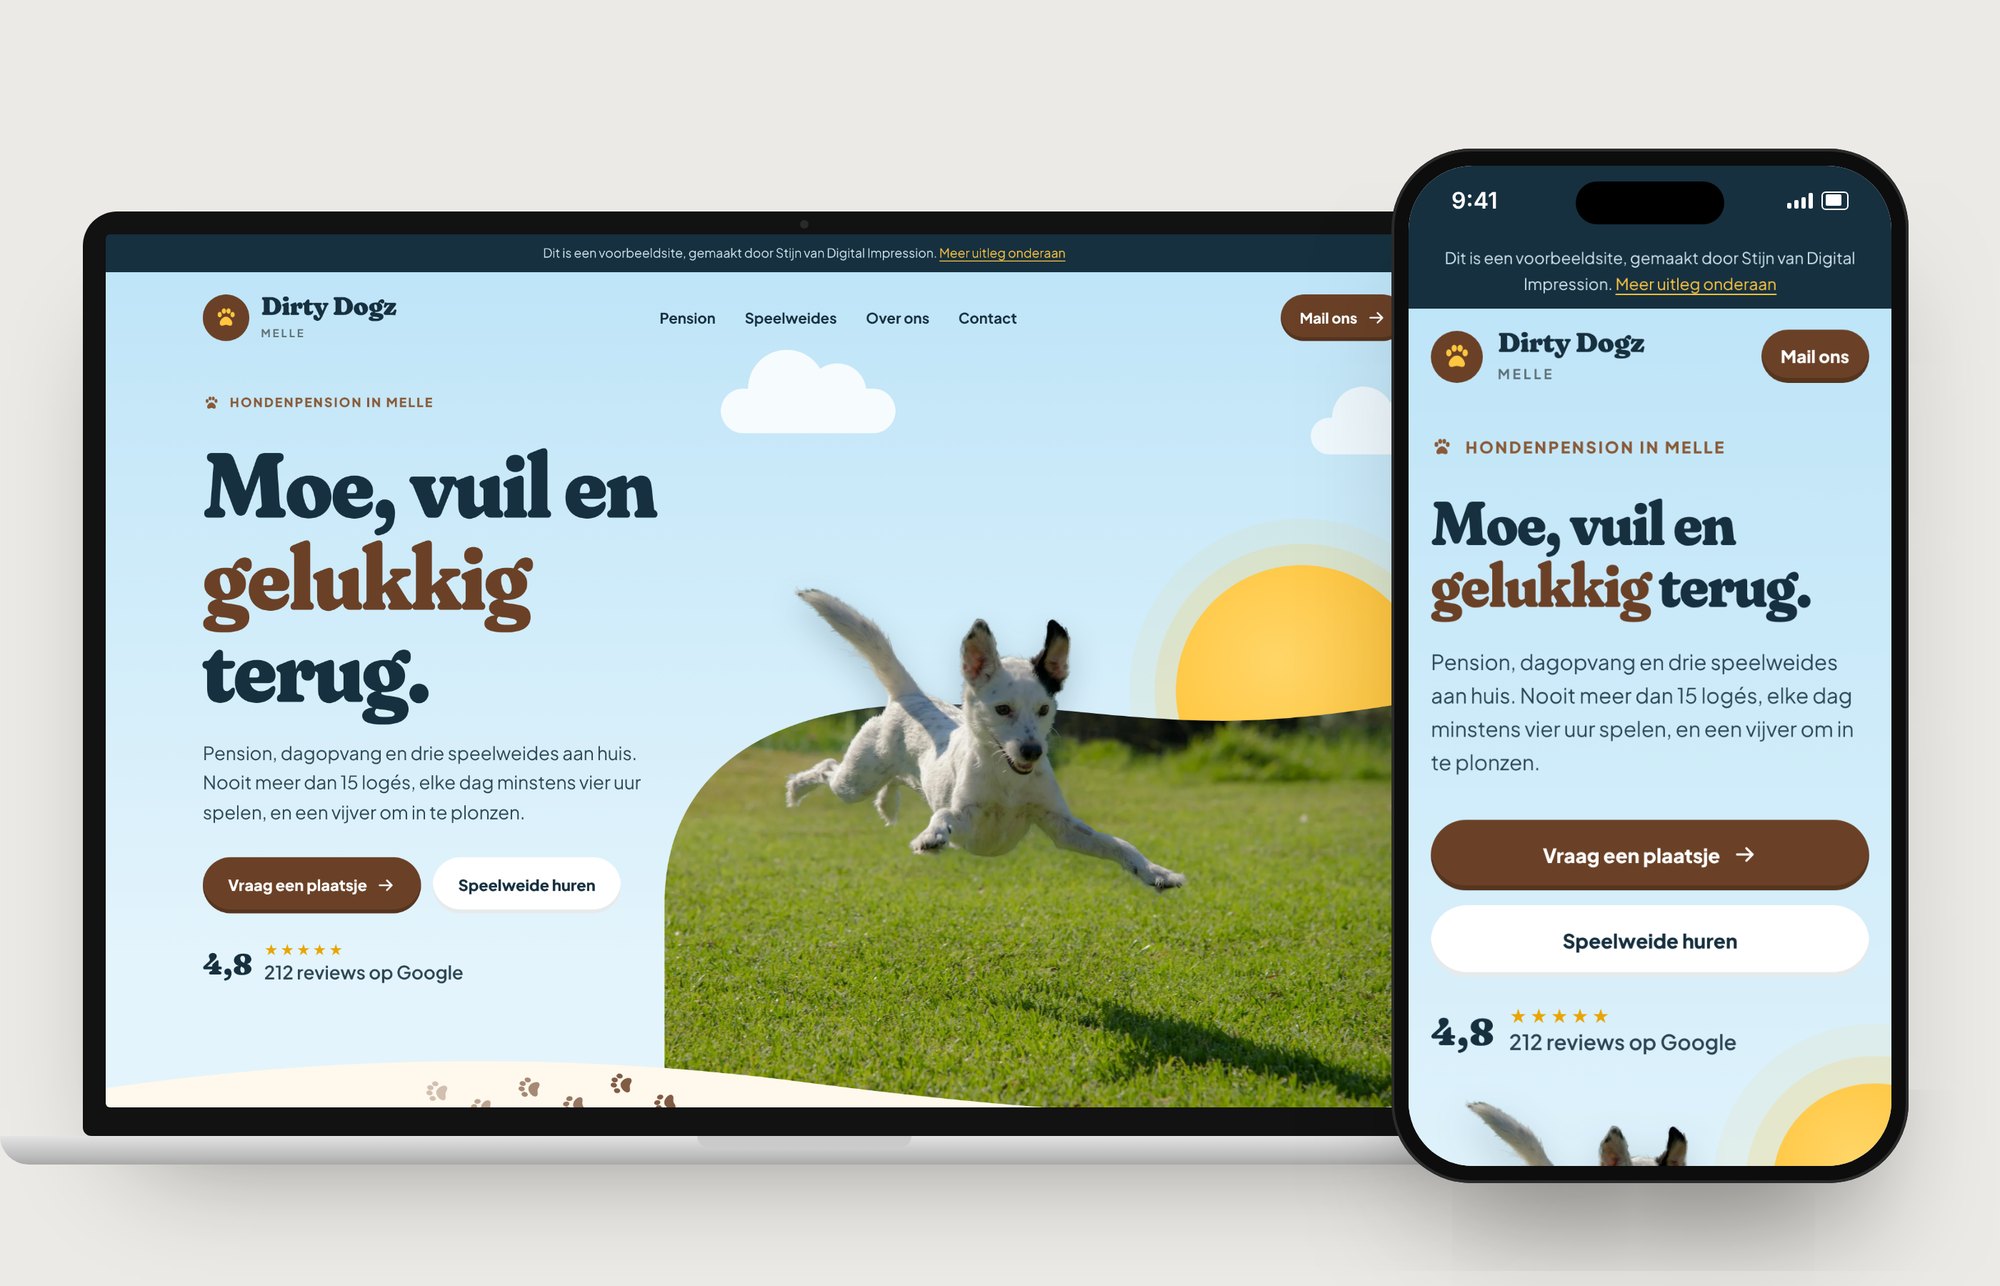 Dit is een voorbeeldsite, gemaakt door Stijn van Digital Impression. Meer uitleg onderaan
Dirty Dogz
MELLE
Pension Speelweides Over ons Contact
Mail ons →
HONDENPENSION IN MELLE
Moe, vuil en
gelukkig
terug.
Pension, dagopvang en drie speelweides aan huis.
Nooit meer dan 15 logés, elke dag minstens vier uur
spelen, en een vijver om in te plonzen.
Vraag een plaatsje →
Speelweide huren
4,8 ★★★★★
212 reviews op Google
9:41
Dit is een voorbeeldsite, gemaakt door Stijn van Digital
Impression. Meer uitleg onderaan
Dirty Dogz
MELLE
Mail ons
HONDENPENSION IN MELLE
Moe, vuil en
gelukkig terug.
Pension, dagopvang en drie speelweides
aan huis. Nooit meer dan 15 logés, elke dag
minstens vier uur spelen, en een vijver om in
te plonzen.
Vraag een plaatsje →
Speelweide huren
4,8 ★★★★★
212 reviews op Google